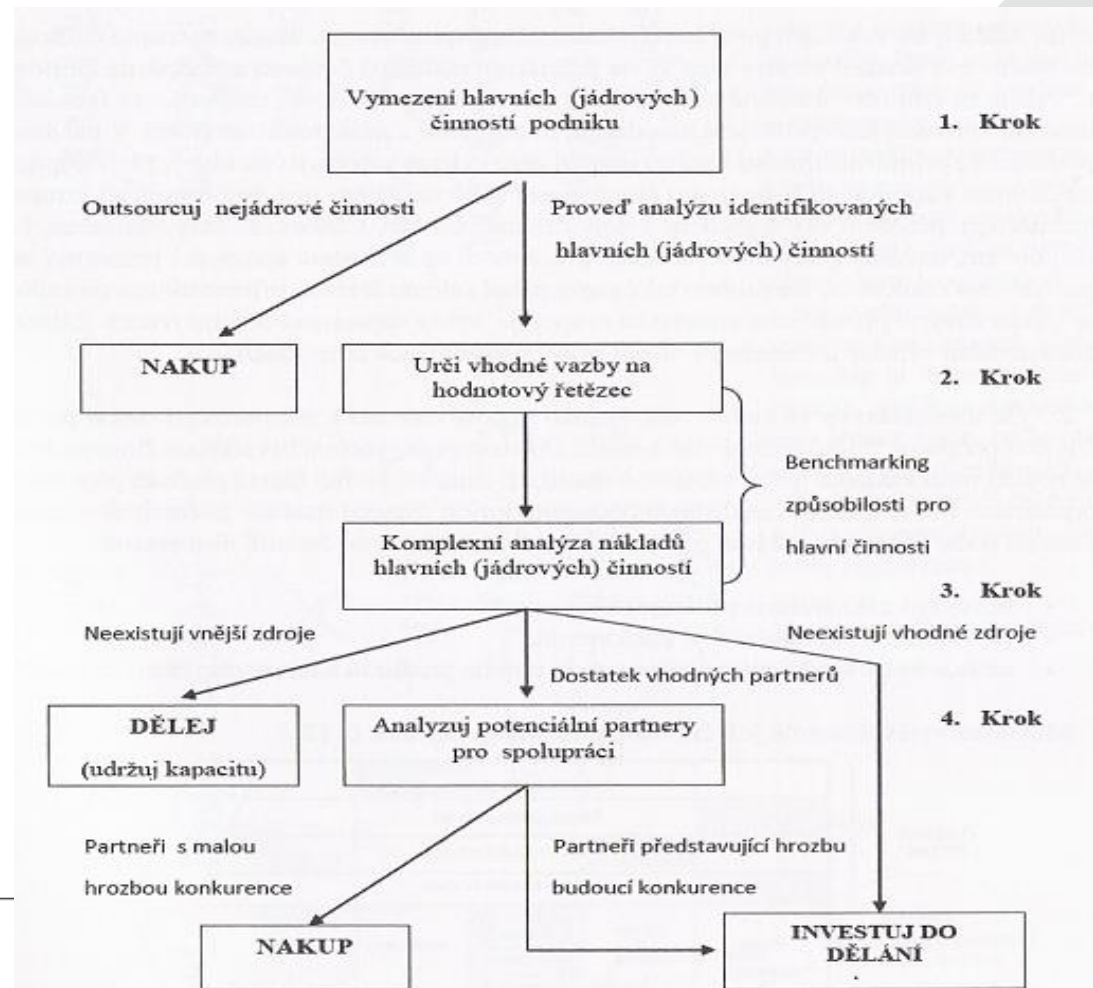 Vymezení hlavních (jádrových)
činností podniku
1. Krok
Outsourcuj nejádrové činnosti
Proveď analýzu identifikovaných
hlavních (jádrových) činností
NAKUP
Urči vhodné vazby na
hodnotový řetězec
2. Krok
Benchmarking
způsobilosti pro
hlavní činnosti
Komplexní analýza nákladů
hlavních (jádrových) činností
3. Krok
Neexistují vnější zdroje
Neexistují vhodné zdroje
Dostatek vhodných partnerů
DĚLEJ
(udržuj kapacitu)
Analyzuj potenciální partnery
pro spolupráci
4. Krok
Partneři s malou
hrozbou konkurence
Partneři představující hrozbu
budoucí konkurence
NAKUP
INVESTUJ DO
DĚLÁNÍ